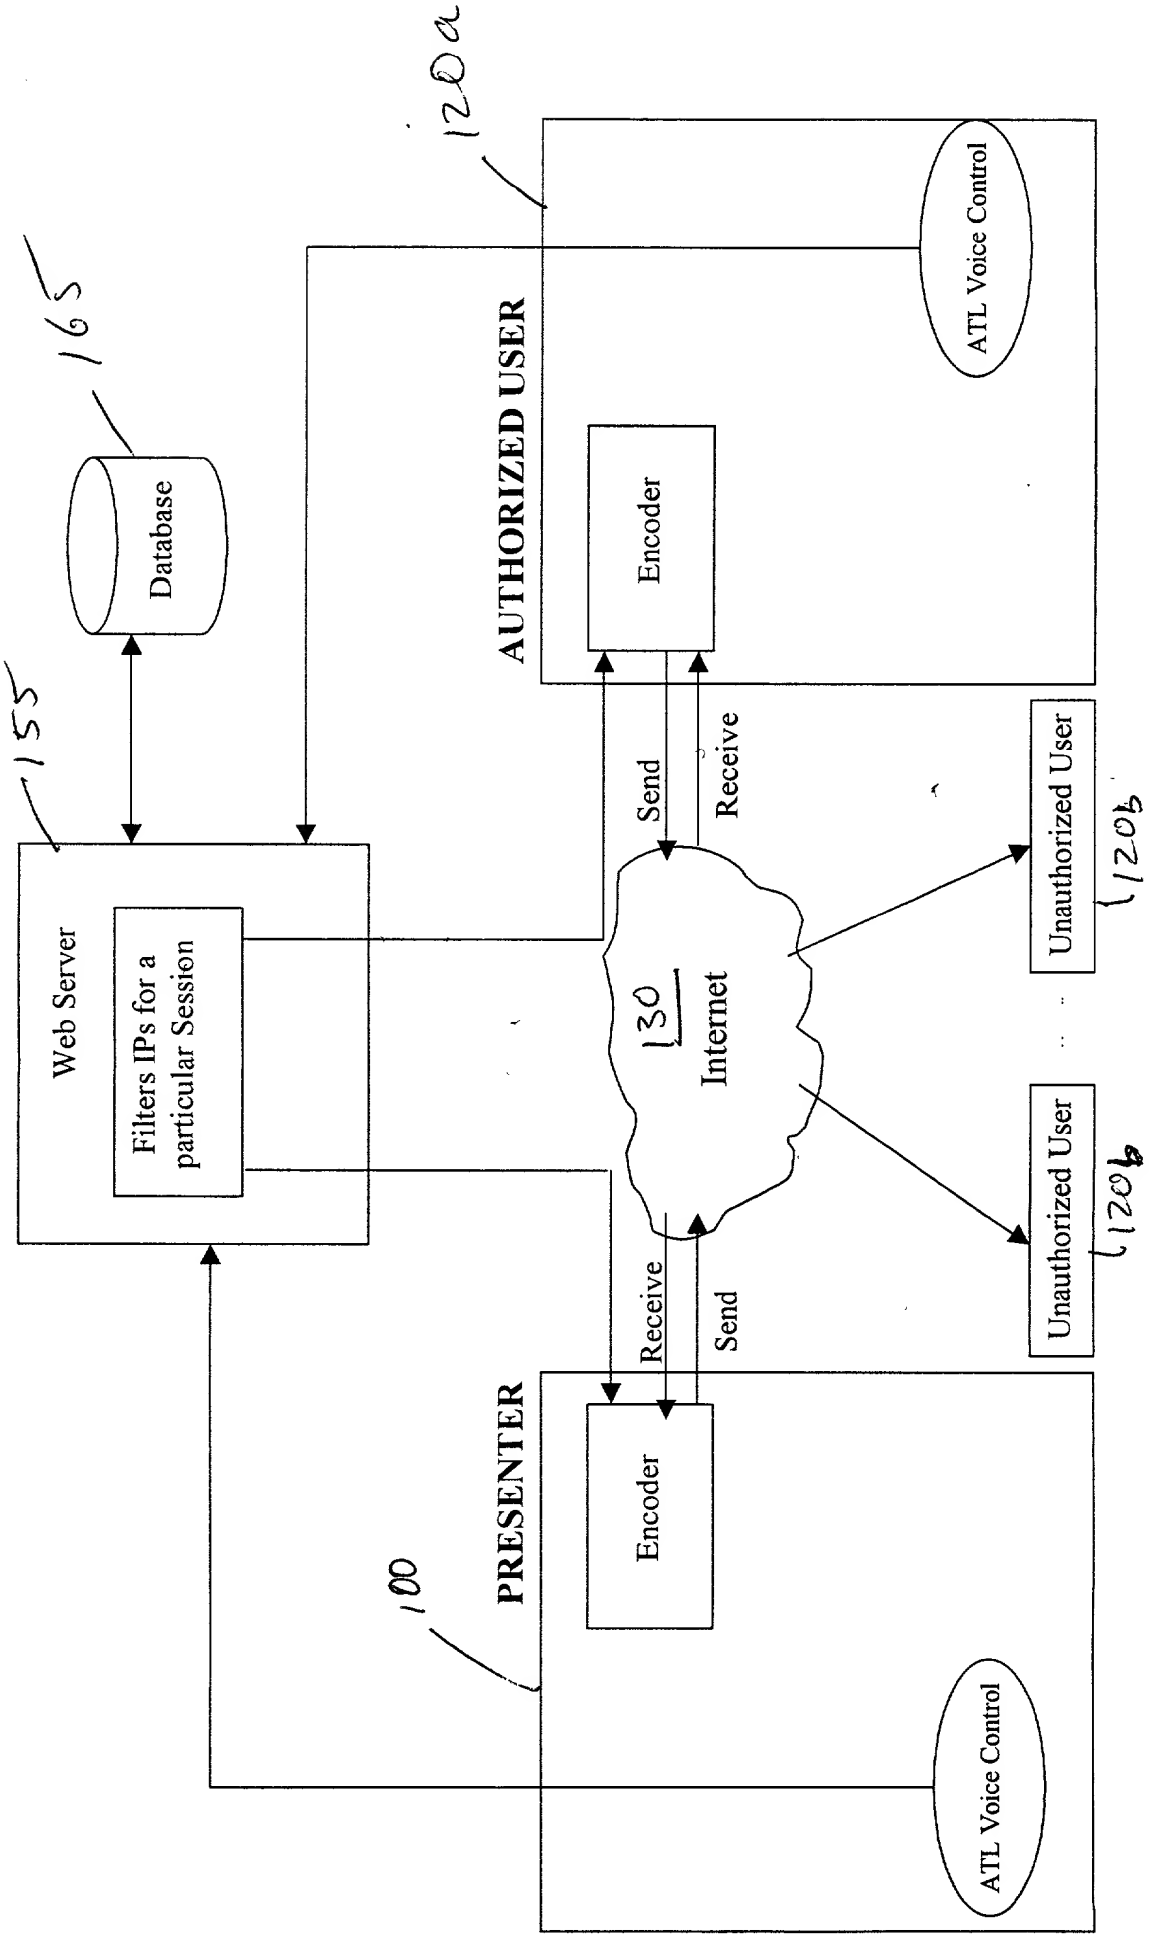 155
165
120a
Web Server
Filters IPs for a
particular Session
Database
100
PRESENTER
AUTHORIZED USER
Encoder
Receive
Send
130
Internet
Send
Receive
Encoder
ATL Voice Control
ATL Voice Control
Unauthorized User
Unauthorized User
120b
120b